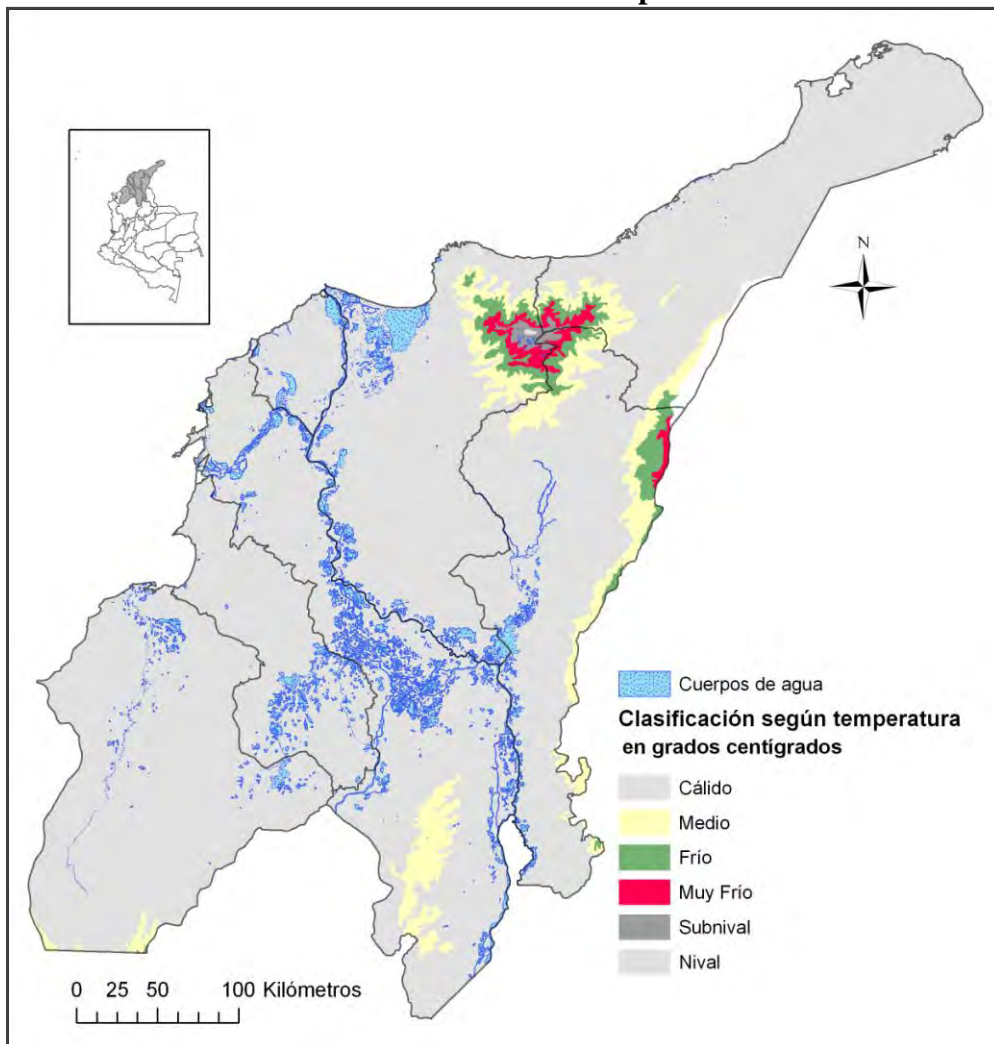 N
Cuerpos de agua
Clasificación según temperatura
en grados centígrados
Cálido
Medio
Frío
Muy Frío
Subnival
Nival
0 25 50 100 Kilómetros